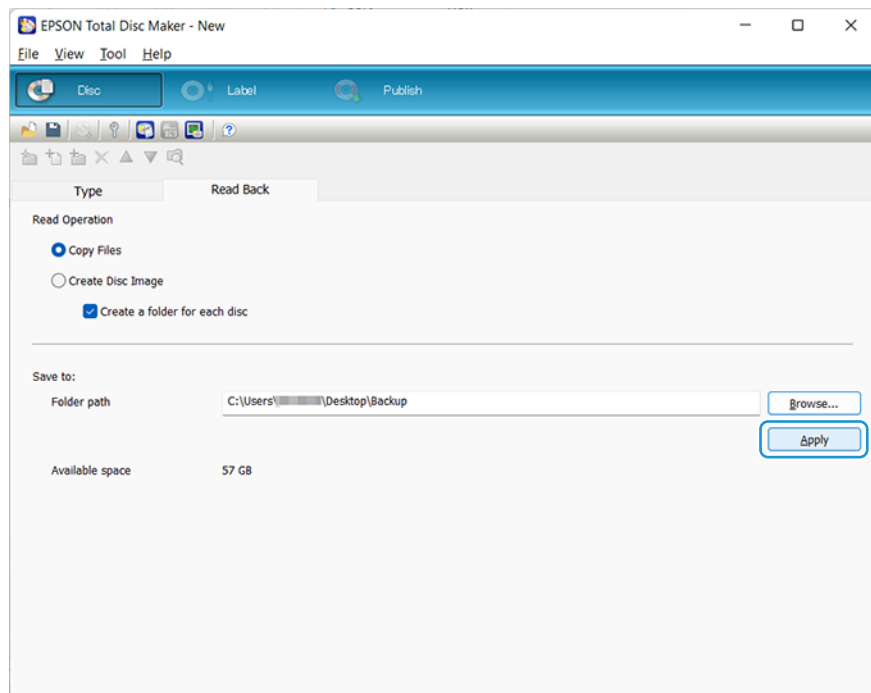 EPSON Total Disc Maker - New
File View Tool Help
Disc Label Publish
Type Read Back
Read Operation
Copy Files
Create Disc Image
Create a folder for each disc
Save to:
Folder path C:\Users\ \Desktop\Backup Browse...
Apply
Available space 57 GB